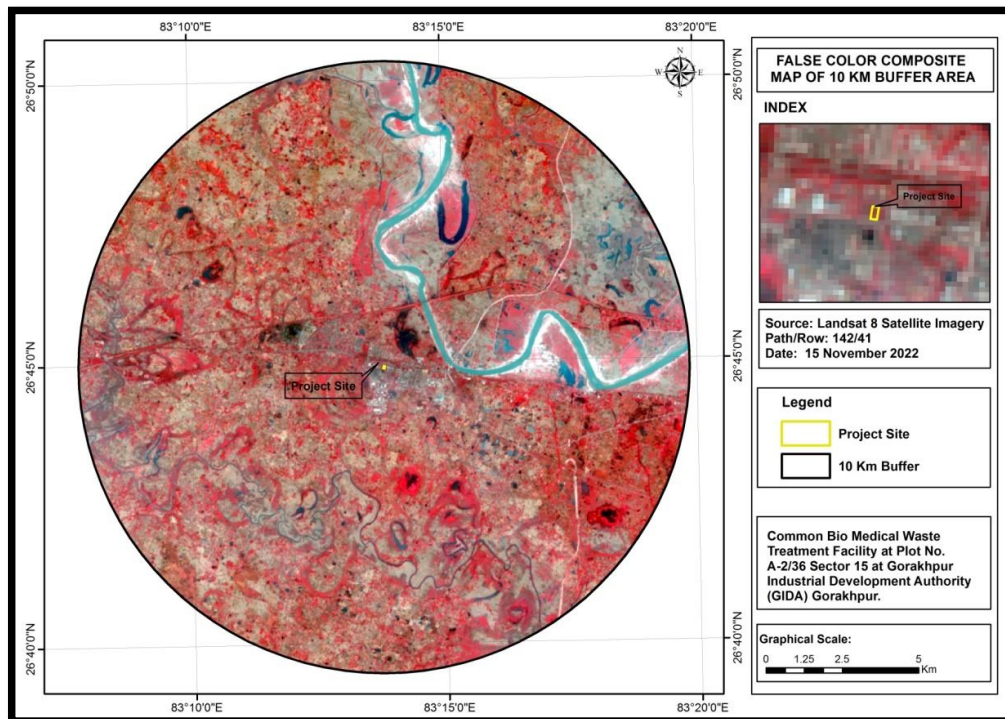 83°10'0"E
83°15'0"E
83°20'0"E
26°50'0"N
26°45'0"N
26°40'0"N
N
W E
S
Project Site
26°50'0"N
26°45'0"N
26°40'0"N
83°10'0"E
83°15'0"E
83°20'0"E
FALSE COLOR COMPOSITE
MAP OF 10 KM BUFFER AREA
INDEX
Project Site
Source: Landsat 8 Satellite Imagery
Path/Row: 142/41
Date: 15 November 2022
Legend
Project Site
10 Km Buffer
Common Bio Medical Waste
Treatment Facility at Plot No.
A-2/36 Sector 15 at Gorakhpur
Industrial Development Authority
(GIDA) Gorakhpur.
Graphical Scale:
0 1.25 2.5 5
Km